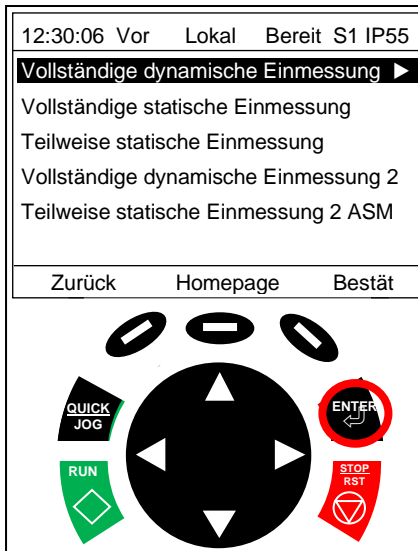 12:30:06 Vor Lokal Bereit S1 IP55
Vollständige dynamische Einmessung
Vollständige statische Einmessung
Teilweise statische Einmessung
Vollständige dynamische Einmessung 2
Teilweise statische Einmessung 2 ASM
Zurück Homepage Bestät
QUICK
JOG
ENTER
RUN
STOP
RST